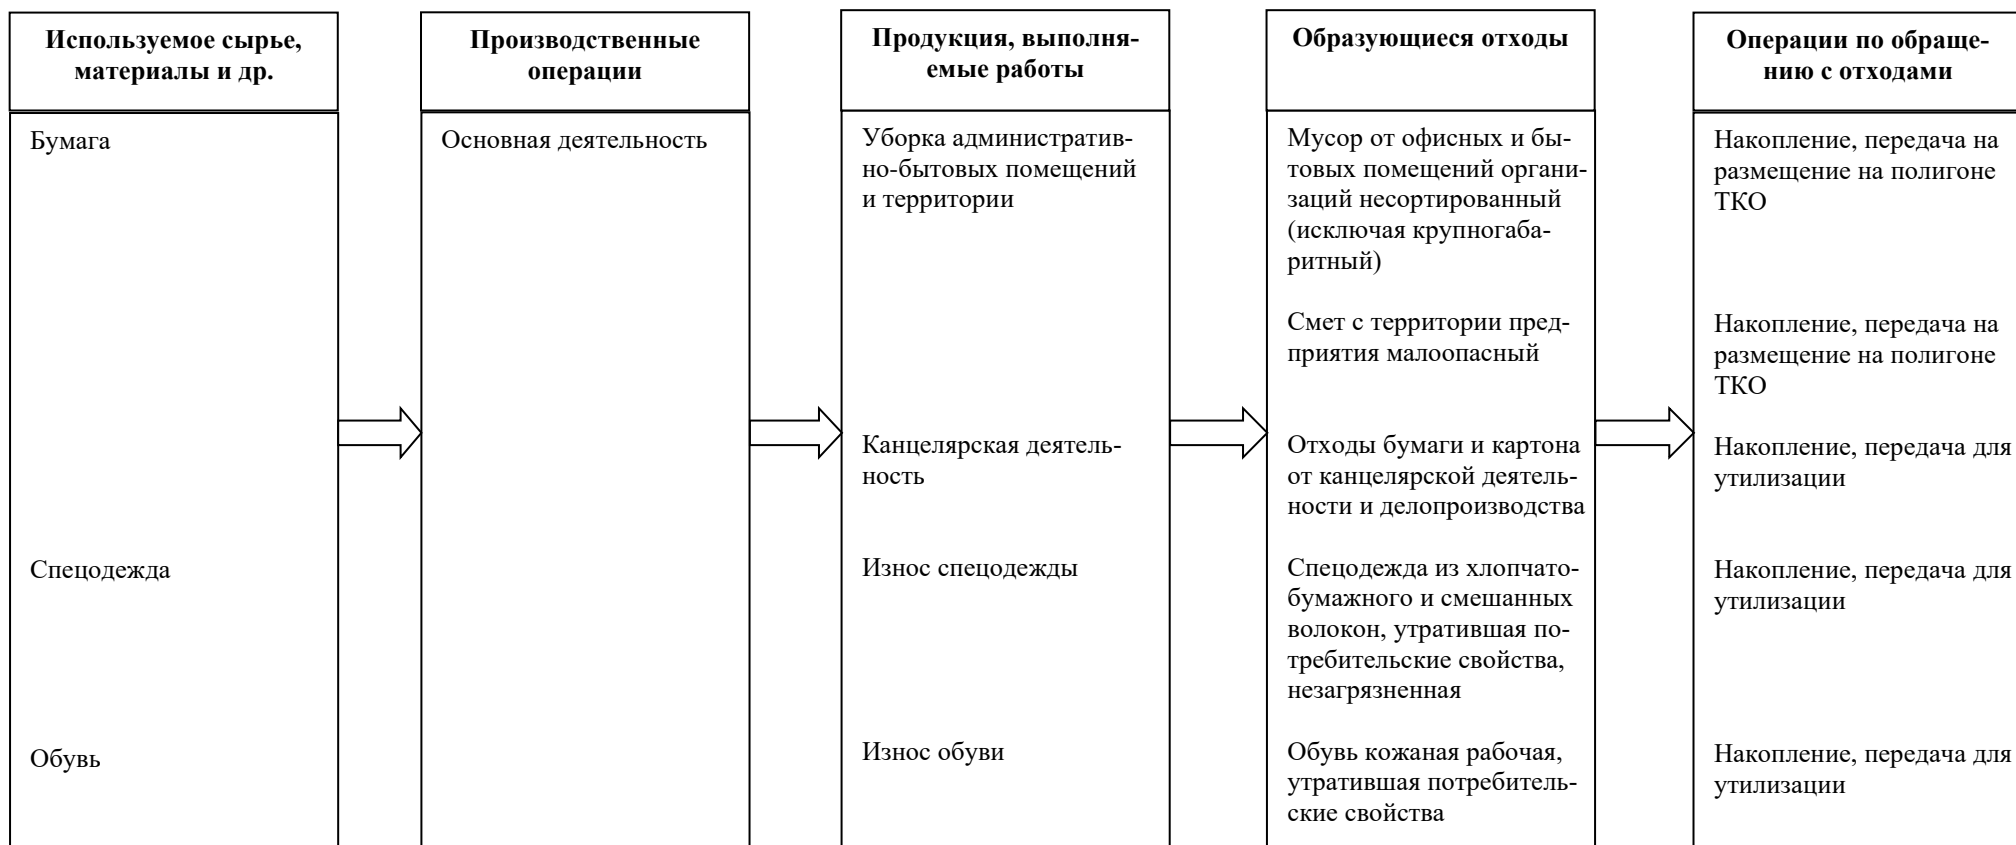 Используемое сырье,
материалы и др.
Бумага
Спецодежда
Обувь
Производственные
операции
Основная деятельность
Продукция, выполня-
емые работы
Уборка административ-
но-бытовых помещений
и территории
Канцелярская деятель-
ность
Износ спецодежды
Износ обуви
Образующиеся отходы
Мусор от офисных и бы-
товых помещений органи-
заций несортированный
(исключая крупногаба-
ритный)
Смет с территории пред-
приятия малоопасный
Отходы бумаги и картона
от канцелярской деятель-
ности и делопроизводства
Спецодежда из хлопчато-
бумажного и смешанных
волокон, утратившая по-
требительские свойства,
незагрязненная
Обувь кожаная рабочая,
утратившая потребитель-
ские свойства
Операции по обраще-
нию с отходами
Накопление, передача на
размещение на полигоне
ТКО
Накопление, передача на
размещение на полигоне
ТКО
Накопление, передача для
утилизации
Накопление, передача для
утилизации
Накопление, передача для
утилизации